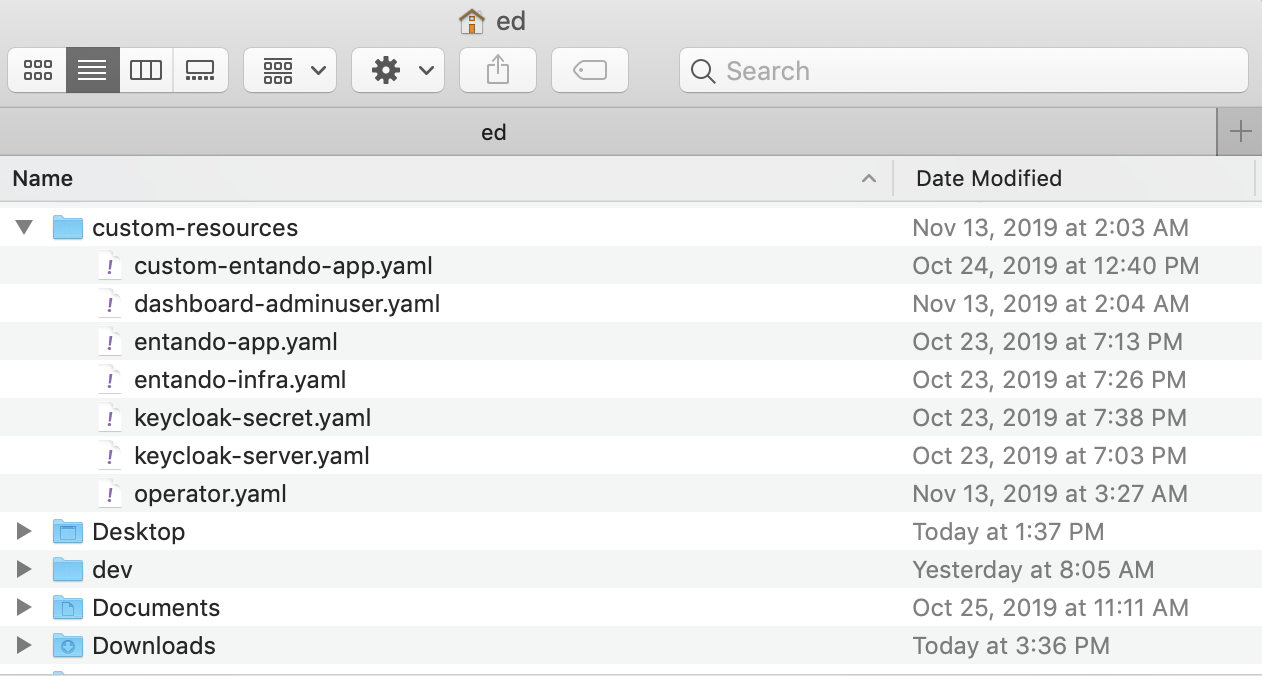 ed
Search
ed
Name Date Modified
custom-resources Nov 13, 2019 at 2:03 AM
! custom-entando-app.yaml Oct 24, 2019 at 12:40 PM
! dashboard-adminuser.yaml Nov 13, 2019 at 2:04 AM
! entando-app.yaml Oct 23, 2019 at 7:13 PM
! entando-infra.yaml Oct 23, 2019 at 7:26 PM
! keycloak-secret.yaml Oct 23, 2019 at 7:38 PM
! keycloak-server.yaml Oct 23, 2019 at 7:03 PM
! operator.yaml Nov 13, 2019 at 3:27 AM
Desktop Today at 1:37 PM
dev Yesterday at 8:05 AM
Documents Oct 25, 2019 at 11:11 AM
Downloads Today at 3:36 PM